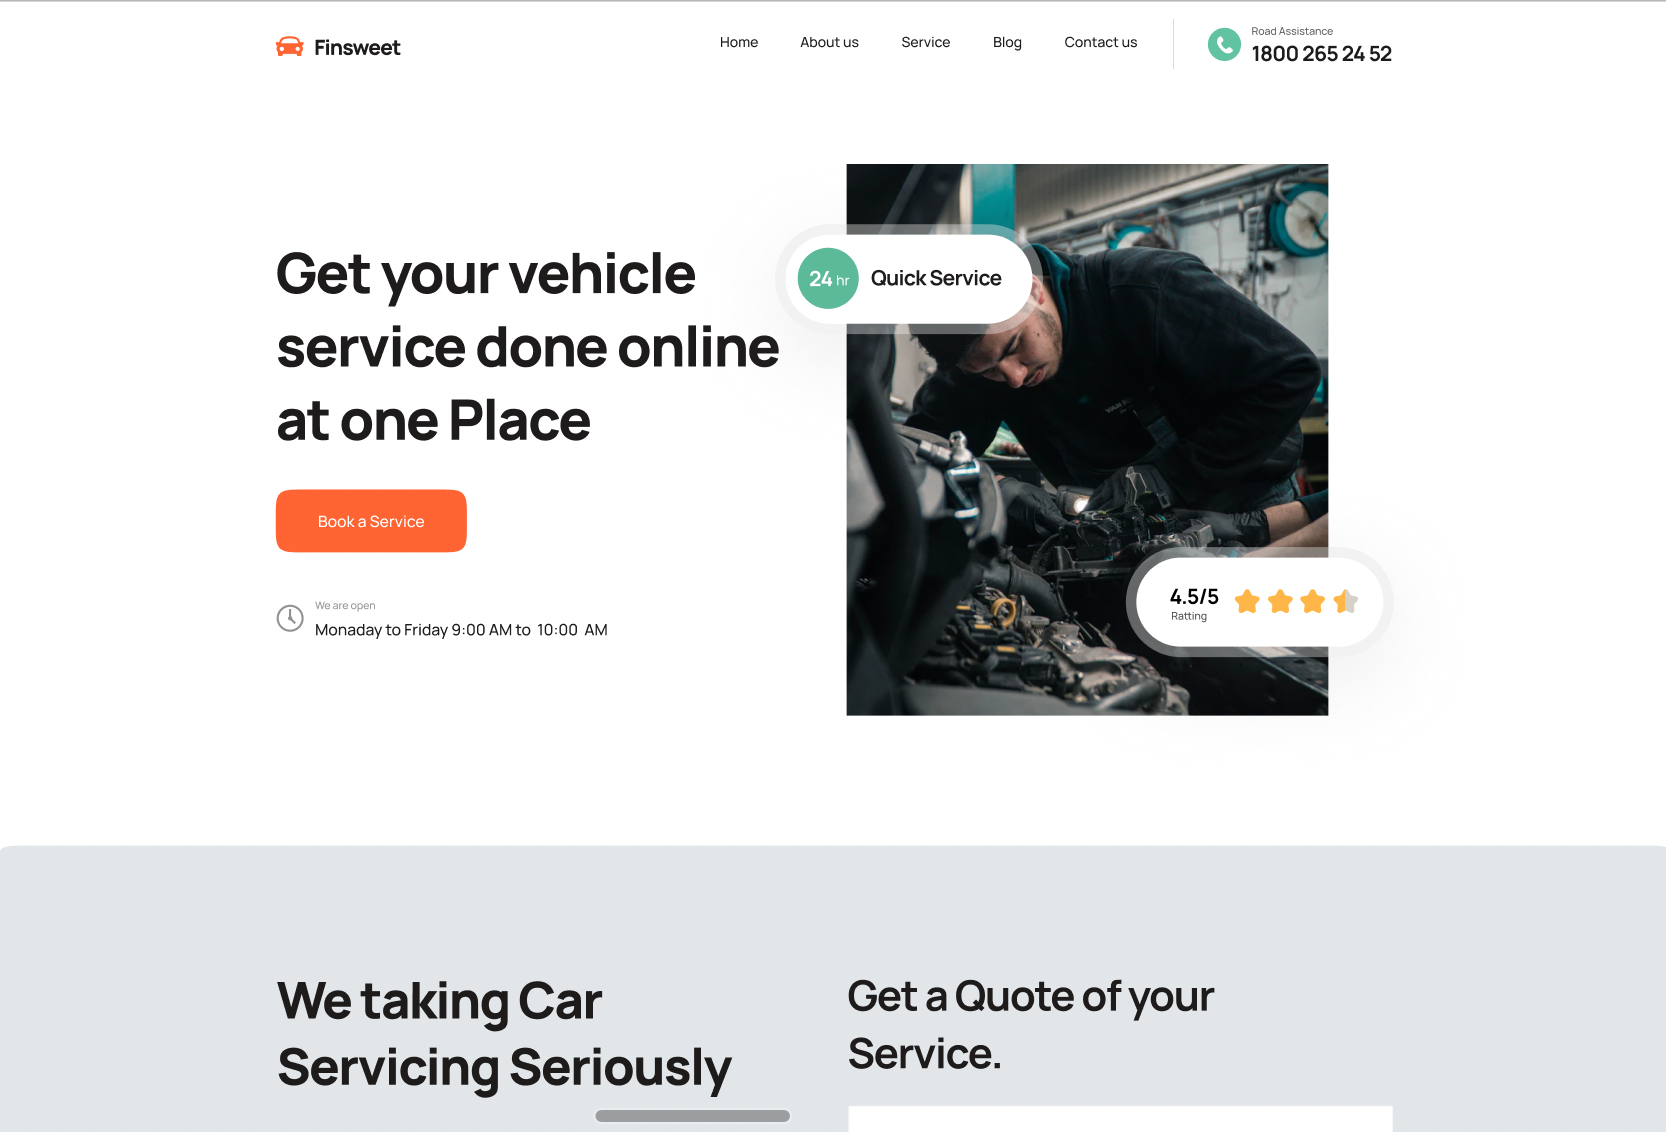 Finsweet
Home
About us
Service
Blog
Contact us
Road Assistance
1800 265 24 52
Get your vehicle
service done online
at one Place
24 hr
Quick Service
Book a Service
We are open
Monaday to Friday 9:00 AM to 10:00 AM
4.5/5
Ratting
We taking Car
Servicing Seriously
Get a Quote of your
Service.